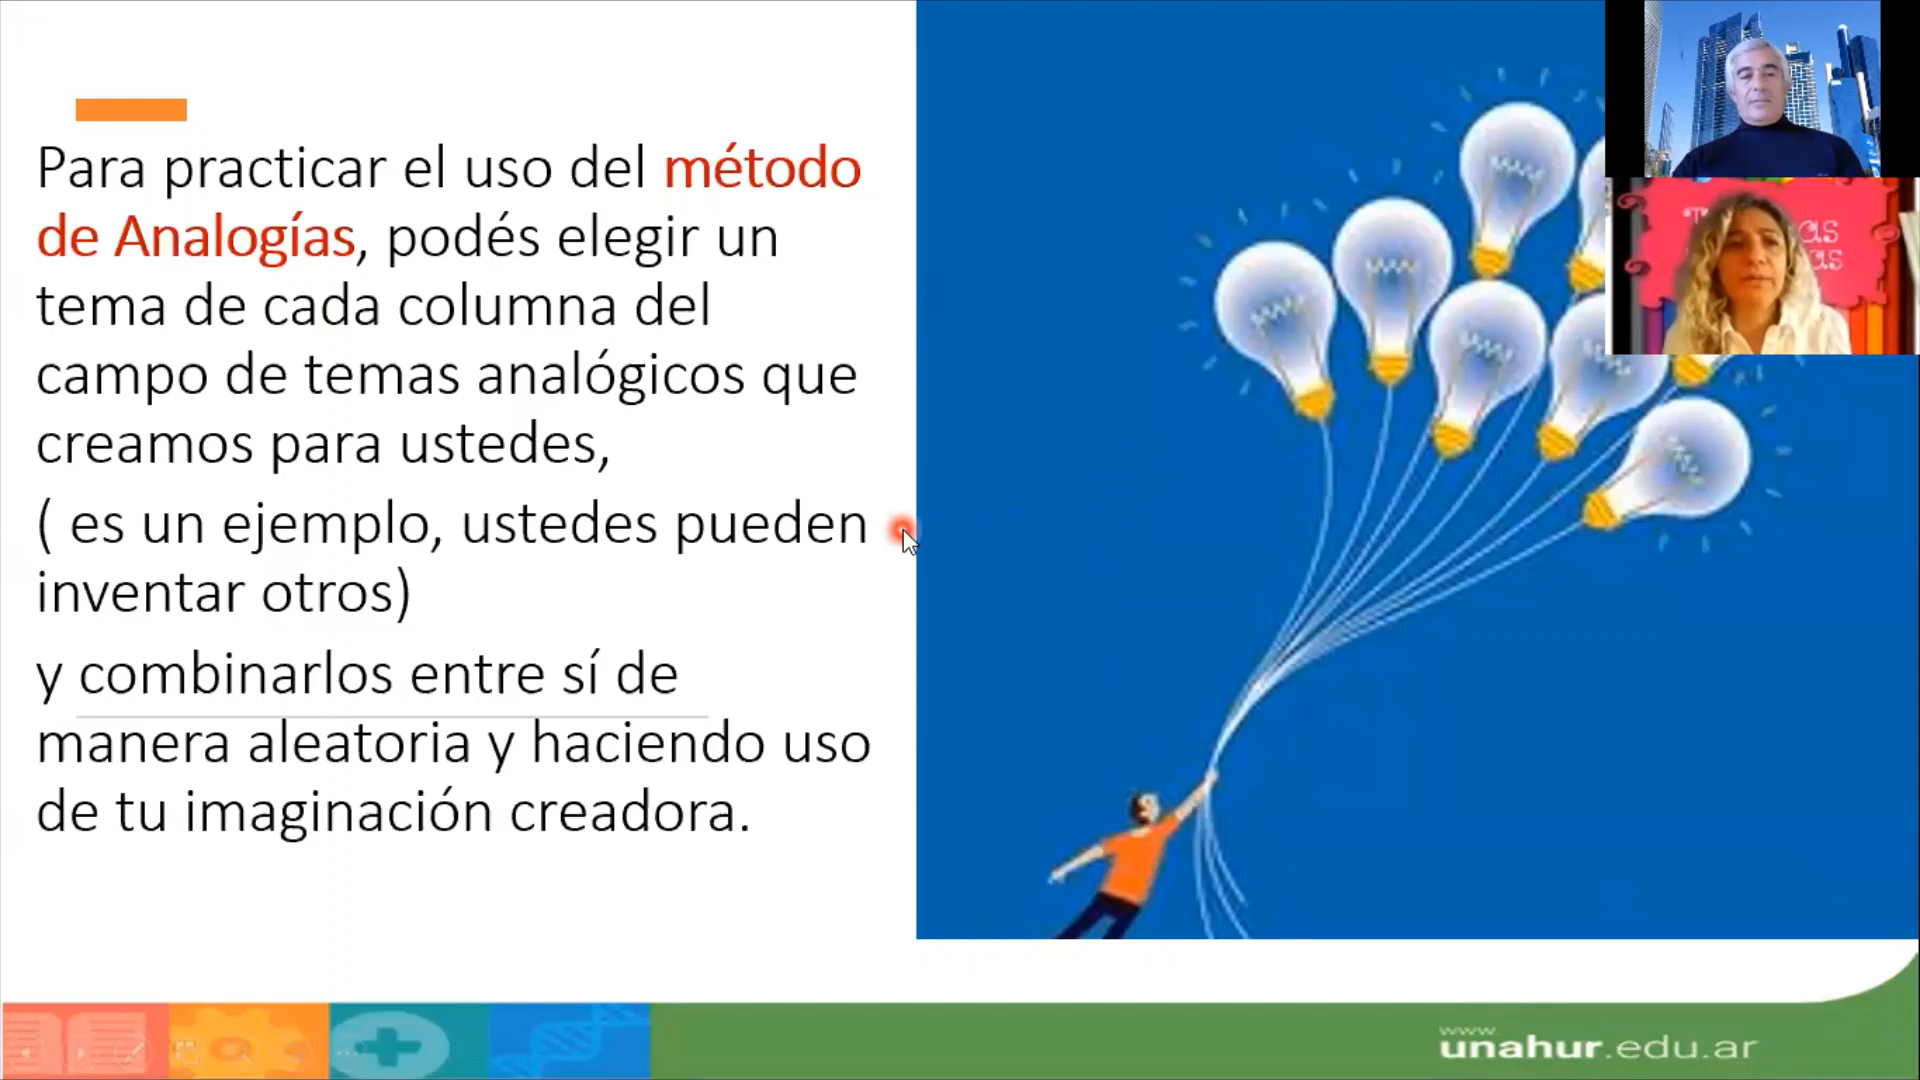 Para practicar el uso del método
de Analogías, podés elegir un
tema de cada columna del
campo de temas analógicos que
creamos para ustedes,
( es un ejemplo, ustedes pueden
inventar otros)
y combinarlos entre sí de
manera aleatoria y haciendo uso
de tu imaginación creadora.
www.
unahur.edu.ar